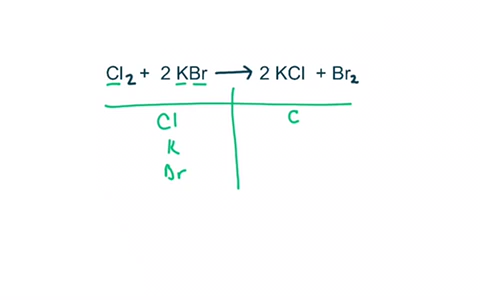 Cl₂ + 2 KBr ⟶ 2 KCl + Br₂
Cl C
K
Br